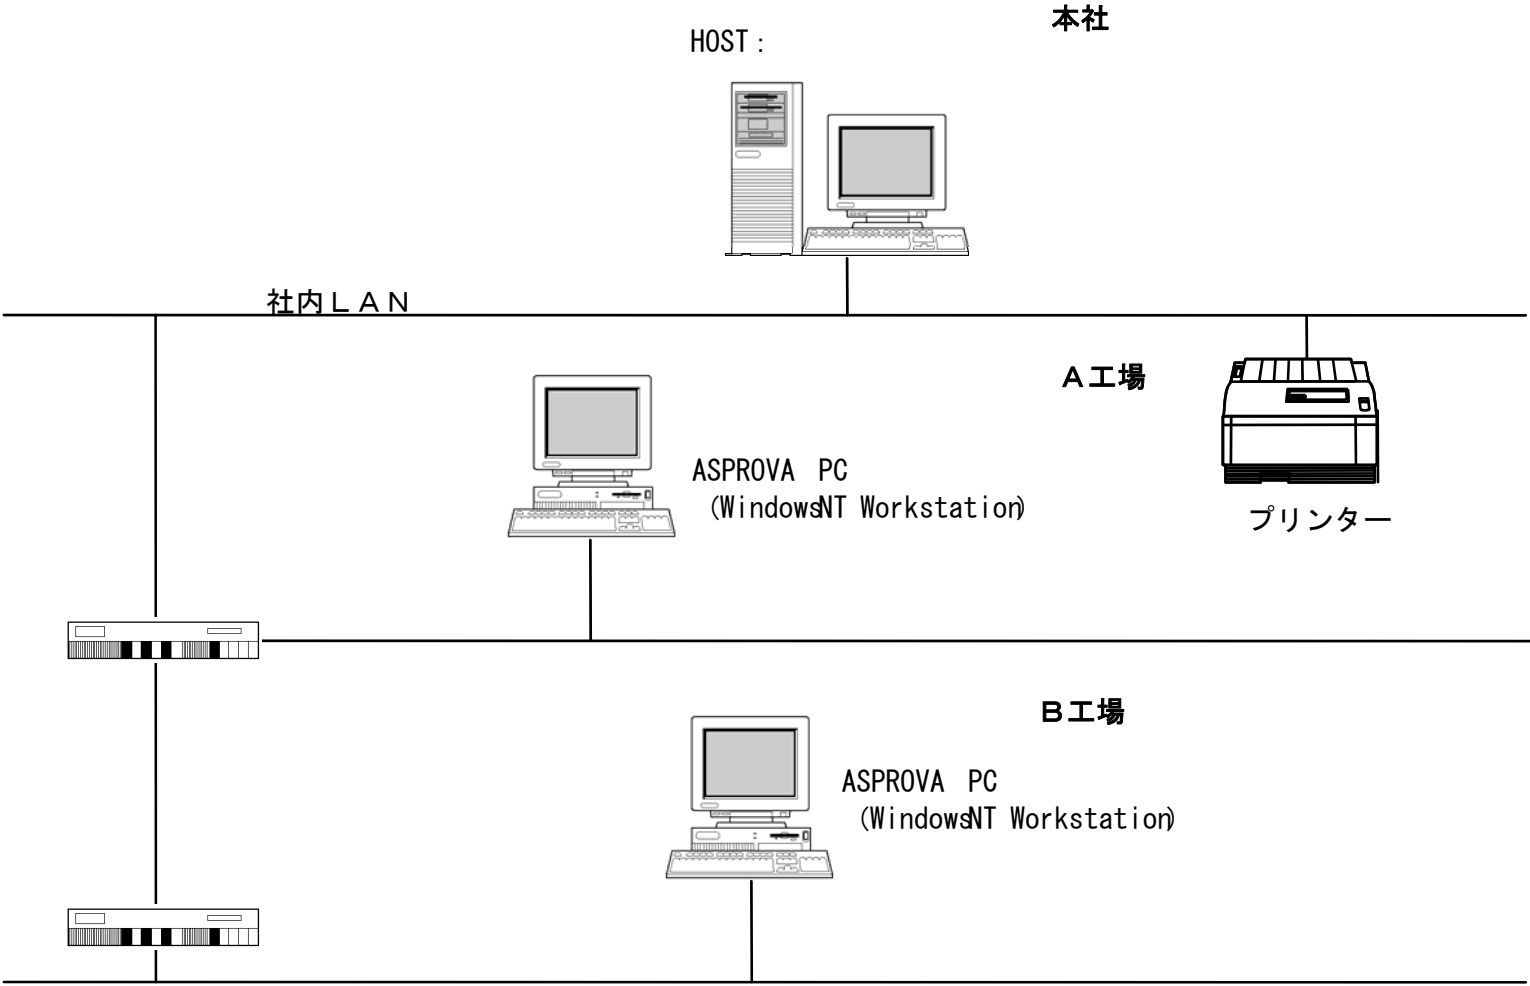 本社
HOST：
社内ＬＡＮ
Ａ工場
ASPROVA PC
(WindowsNT Workstation)
プリンター
Ｂ工場
ASPROVA PC
(WindowsNT Workstation)